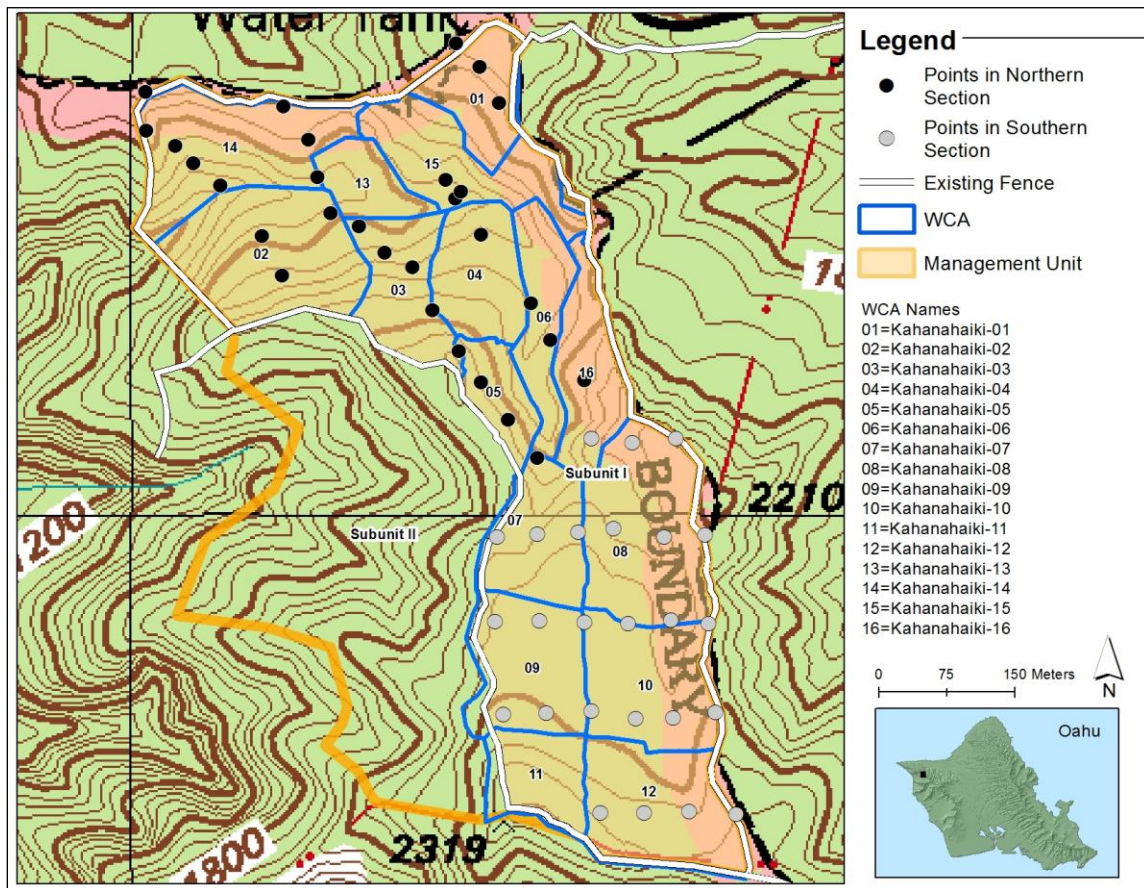 Water Tank
01
14
15
13
02
04
03
06
16
05
Subunit I
BOUNDARY
2210
1200
07
Subunit II
08
09
10
11
12
2319
1800
Legend
Points in Northern
Section
Points in Southern
Section
Existing Fence
WCA
Management Unit
WCA Names
01=Kahanahaiki-01
02=Kahanahaiki-02
03=Kahanahaiki-03
04=Kahanahaiki-04
05=Kahanahaiki-05
06=Kahanahaiki-06
07=Kahanahaiki-07
08=Kahanahaiki-08
09=Kahanahaiki-09
10=Kahanahaiki-10
11=Kahanahaiki-11
12=Kahanahaiki-12
13=Kahanahaiki-13
14=Kahanahaiki-14
15=Kahanahaiki-15
16=Kahanahaiki-16
0 75 150 Meters
N
Oahu